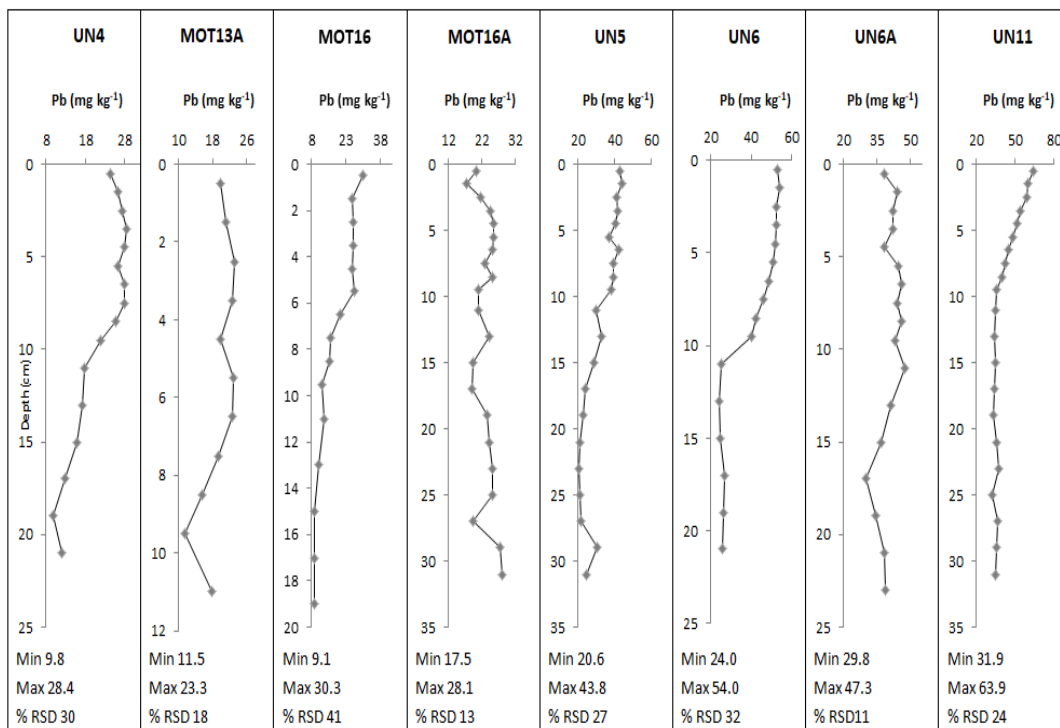 UN4 MOT13A MOT16 MOT16A UN5 UN6 UN6A UN11
Pb (mg kg⁻¹) Pb (mg kg⁻¹) Pb (mg kg⁻¹) Pb (mg kg⁻¹) Pb (mg kg⁻¹) Pb (mg kg⁻¹) Pb (mg kg⁻¹) Pb (mg kg⁻¹)
8 18 28 10 18 26 8 23 38 12 22 32 20 40 60 20 40 60 20 35 50 20 50 80
0 5 10 15 20 25
Depth (cm)
0 2 4 6 8 10 12
0 2 4 6 8 10 12 14 16 18 20
0 5 10 15 20 25 30 35
0 5 10 15 20 25 30 35
0 5 10 15 20 25
0 5 10 15 20 25
0 5 10 15 20 25 30 35
Min 9.8 Min 11.5 Min 9.1 Min 17.5 Min 20.6 Min 24.0 Min 29.8 Min 31.9
Max 28.4 Max 23.3 Max 30.3 Max 28.1 Max 43.8 Max 54.0 Max 47.3 Max 63.9
% RSD 30 % RSD 18 % RSD 41 % RSD 13 % RSD 27 % RSD 32 % RSD11 % RSD 24